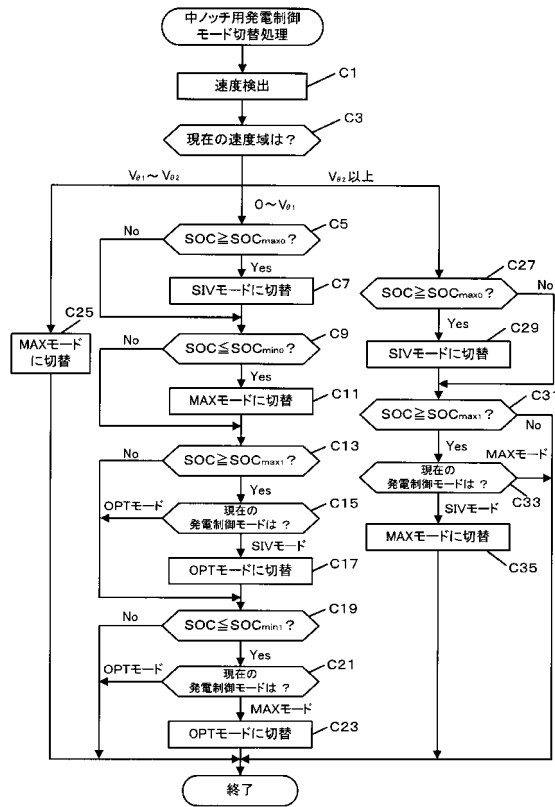 中ノッチ用発電制御
モード切替処理
C1
速度検出
C3
現在の速度域は?
Vθ1~Vθ2
0~Vθ1
Vθ2以上
C5
No
SOC≧SOCmax0?
Yes
C7
SIVモードに切替
C9
No
SOC≦SOCmin0?
Yes
C11
MAXモードに切替
C13
No
SOC≧SOCmax1?
Yes
C15
OPTモード
現在の
発電制御モードは?
SIVモード
C17
OPTモードに切替
C19
No
SOC≦SOCmin1?
Yes
C21
OPTモード
現在の
発電制御モードは?
MAXモード
C23
OPTモードに切替
C25
MAXモード
に切替
C27
No
SOC≧SOCmax0?
Yes
C29
SIVモードに切替
C31
No
SOC≧SOCmax1?
Yes
MAXモード
現在の
発電制御モードは?
C33
SIVモード
MAXモードに切替
C35
終了